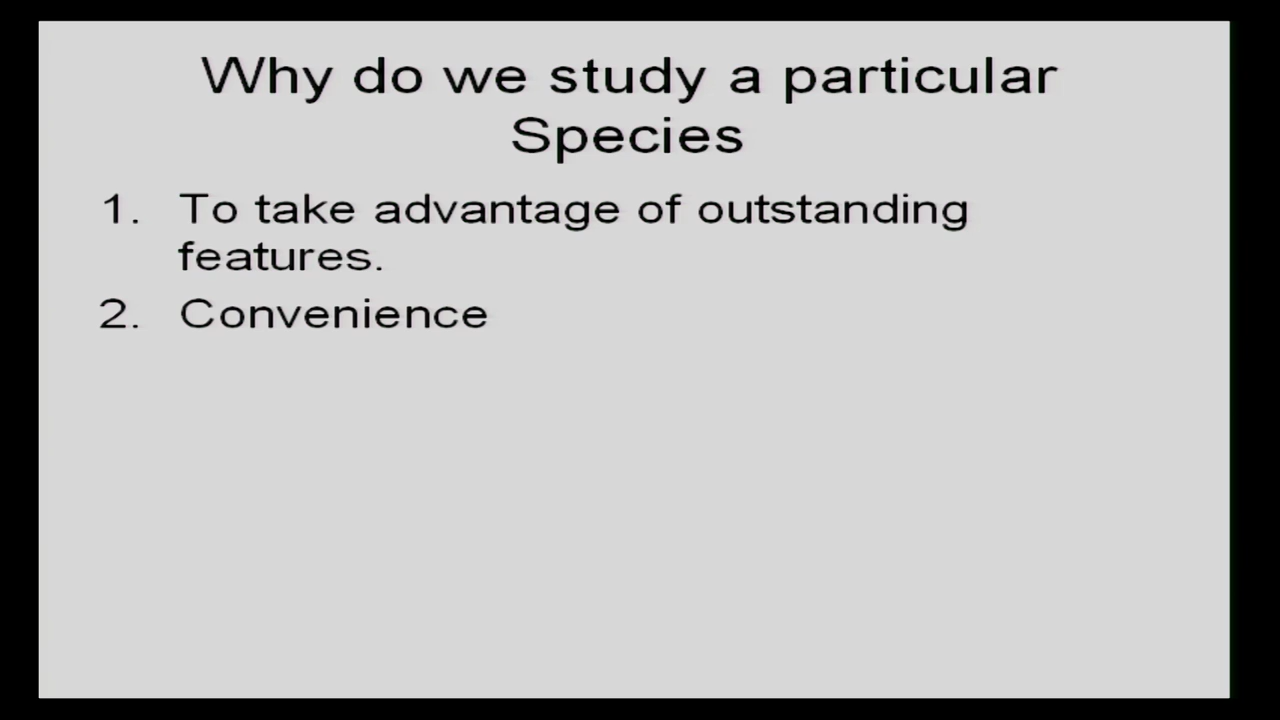 Why do we study a particular
Species
1. To take advantage of outstanding
features.
2. Convenience